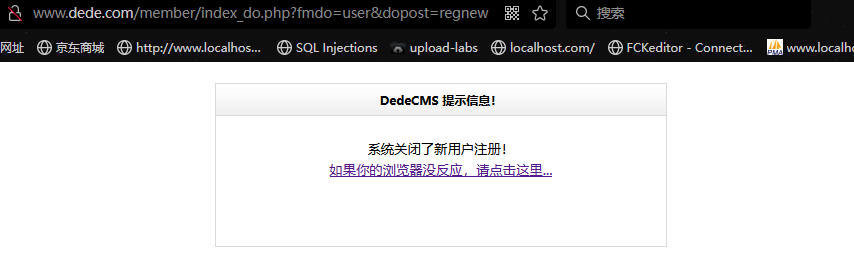 www.dede.com/member/index_do.php?fmdo=user&dopost=regnew 搜索
网址 京东商城 http://www.localhos... SQL Injections upload-labs localhost.com/ FCKeditor - Connect... PMA www.localh
DedeCMS 提示信息!
系统关闭了新用户注册!
如果你的浏览器没反应,请点击这里...